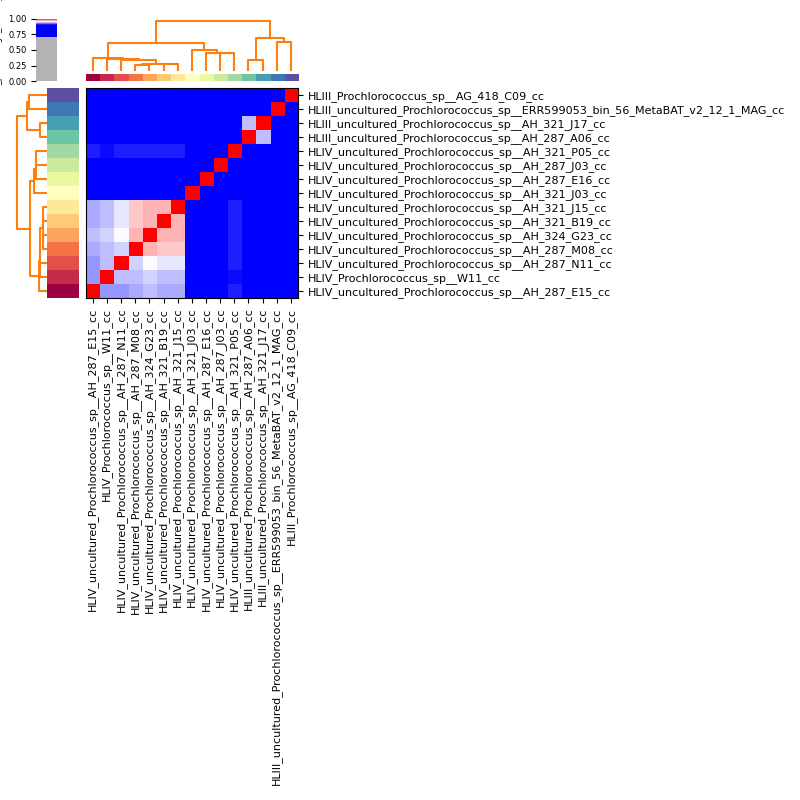 1.00
0.75
0.50
0.25
0.00
HLIII_Prochlorococcus_sp__AG_418_C09_cc
HLIII_uncultured_Prochlorococcus_sp__ERR599053_bin_56_MetaBAT_v2_12_1_MAG_cc
HLIII_uncultured_Prochlorococcus_sp__AH_321_J17_cc
HLIII_uncultured_Prochlorococcus_sp__AH_287_A06_cc
HLIV_uncultured_Prochlorococcus_sp__AH_321_P05_cc
HLIV_uncultured_Prochlorococcus_sp__AH_287_J03_cc
HLIV_uncultured_Prochlorococcus_sp__AH_287_E16_cc
HLIV_uncultured_Prochlorococcus_sp__AH_321_J03_cc
HLIV_uncultured_Prochlorococcus_sp__AH_321_J15_cc
HLIV_uncultured_Prochlorococcus_sp__AH_321_B19_cc
HLIV_uncultured_Prochlorococcus_sp__AH_324_G23_cc
HLIV_uncultured_Prochlorococcus_sp__AH_287_M08_cc
HLIV_uncultured_Prochlorococcus_sp__AH_287_N11_cc
HLIV_Prochlorococcus_sp__W11_cc
HLIV_uncultured_Prochlorococcus_sp__AH_287_E15_cc
HLIV_uncultured_Prochlorococcus_sp__AH_287_E15_cc
HLIV_Prochlorococcus_sp__W11_cc
HLIV_uncultured_Prochlorococcus_sp__AH_287_N11_cc
HLIV_uncultured_Prochlorococcus_sp__AH_287_M08_cc
HLIV_uncultured_Prochlorococcus_sp__AH_324_G23_cc
HLIV_uncultured_Prochlorococcus_sp__AH_321_B19_cc
HLIV_uncultured_Prochlorococcus_sp__AH_321_J15_cc
HLIV_uncultured_Prochlorococcus_sp__AH_321_J03_cc
HLIV_uncultured_Prochlorococcus_sp__AH_287_E16_cc
HLIV_uncultured_Prochlorococcus_sp__AH_287_J03_cc
HLIV_uncultured_Prochlorococcus_sp__AH_321_P05_cc
HLIII_uncultured_Prochlorococcus_sp__AH_287_A06_cc
HLIII_uncultured_Prochlorococcus_sp__AH_321_J17_cc
HLIII_uncultured_Prochlorococcus_sp__ERR599053_bin_56_MetaBAT_v2_12_1_MAG_cc
HLIII_Prochlorococcus_sp__AG_418_C09_cc